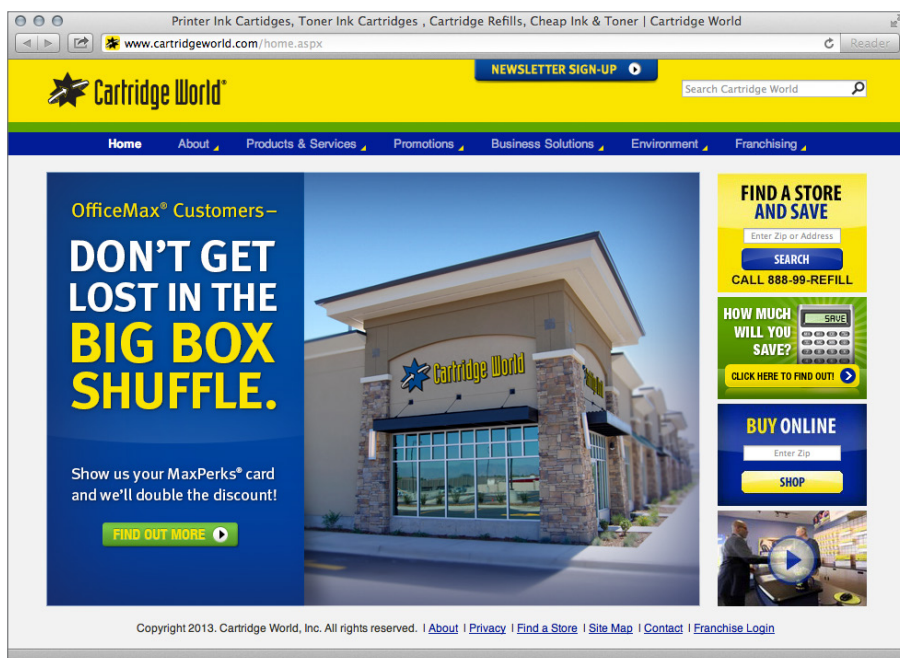 Printer Ink Cartidges, Toner Ink Cartridges , Cartridge Refills, Cheap Ink & Toner | Cartridge World
www.cartridgeworld.com/home.aspx
Reader
NEWSLETTER SIGN-UP
Cartridge World®
Search Cartridge World
Home About Products & Services Promotions Business Solutions Environment Franchising
OfficeMax® Customers–
DON'T GET
LOST IN THE
BIG BOX
SHUFFLE.
Show us your MaxPerks® card
and we'll double the discount!
FIND OUT MORE
Cartridge World
FIND A STORE
AND SAVE
Enter Zip or Address
SEARCH
CALL 888-99-REFILL
HOW MUCH
WILL YOU
SAVE?
SAVE
CLICK HERE TO FIND OUT!
BUY ONLINE
Enter Zip
SHOP
Copyright 2013. Cartridge World, Inc. All rights reserved. | About | Privacy | Find a Store | Site Map | Contact | Franchise Login